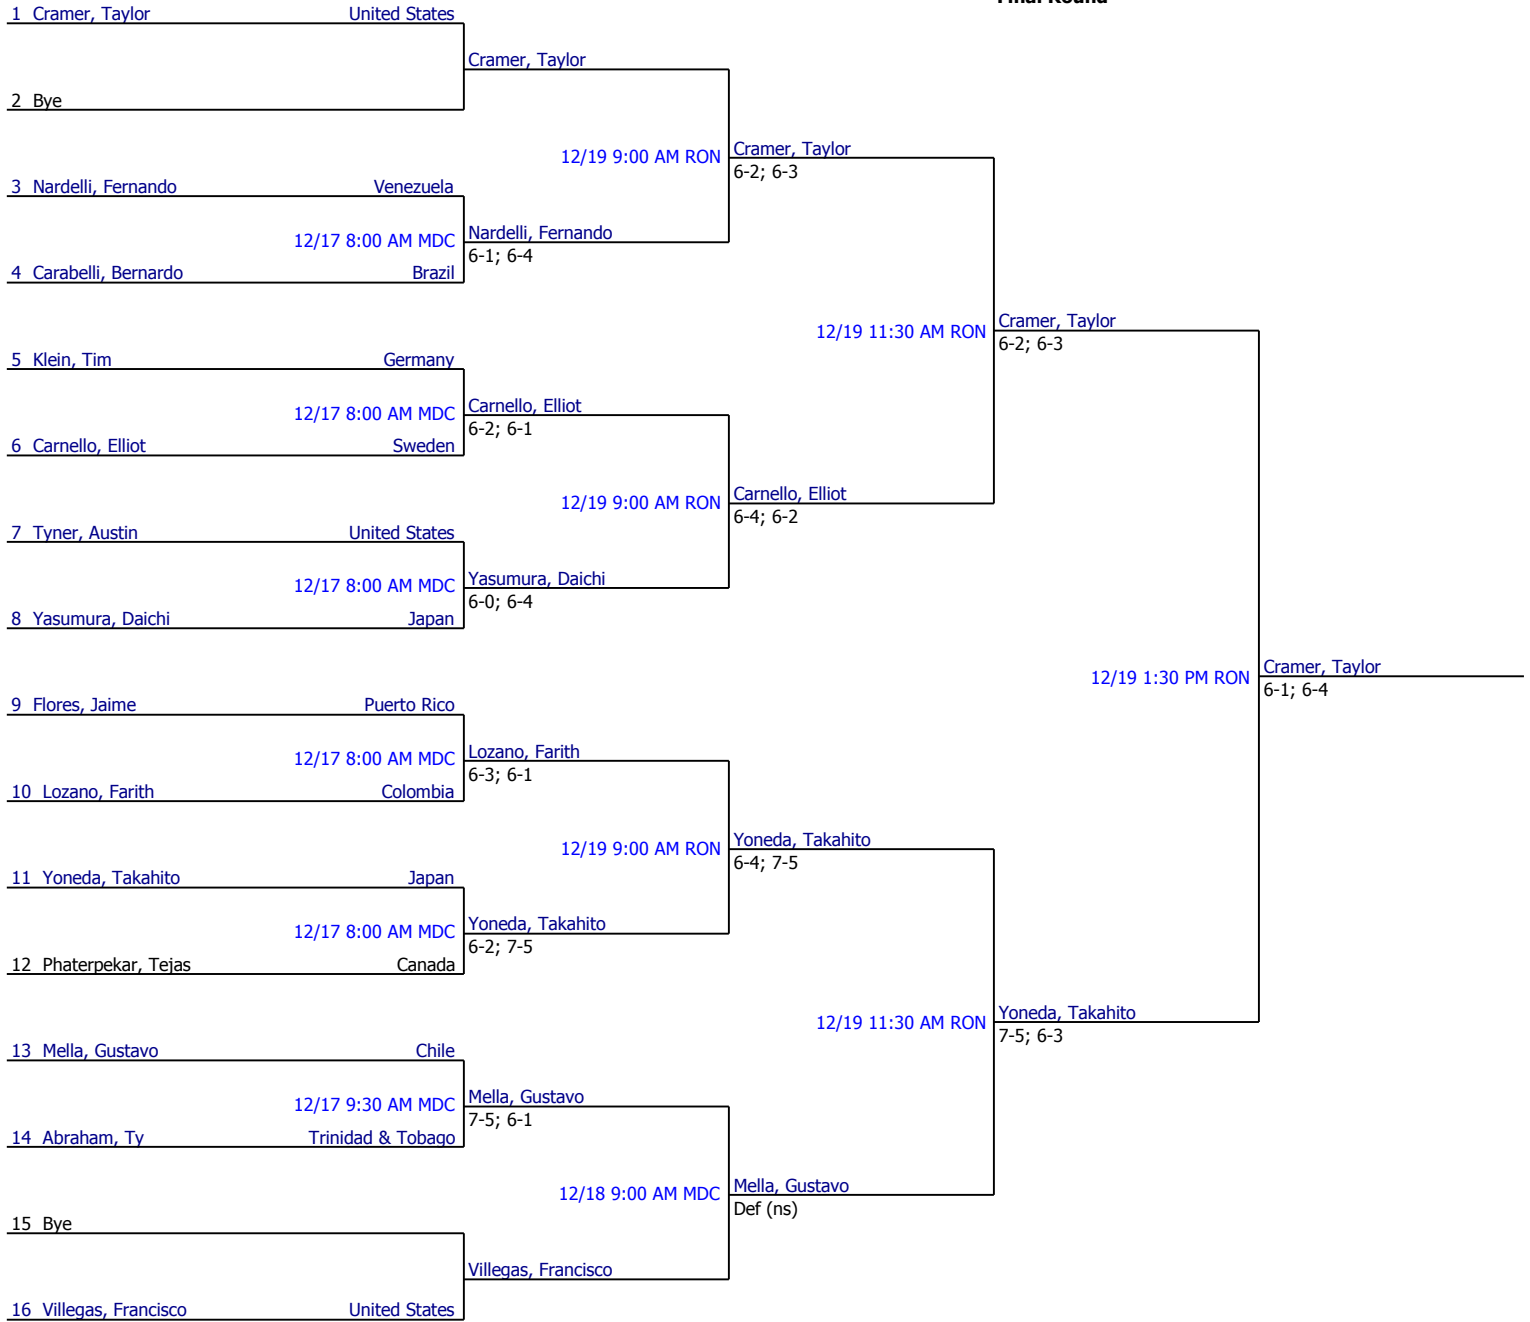 Final Round
1 Cramer, Taylor United States
Cramer, Taylor
2 Bye
12/19 9:00 AM RON Cramer, Taylor
6-2; 6-3
3 Nardelli, Fernando Venezuela
12/17 8:00 AM MDC Nardelli, Fernando
6-1; 6-4
4 Carabelli, Bernardo Brazil
12/19 11:30 AM RON Cramer, Taylor
6-2; 6-3
5 Klein, Tim Germany
12/17 8:00 AM MDC Carnello, Elliot
6-2; 6-1
6 Carnello, Elliot Sweden
12/19 9:00 AM RON Carnello, Elliot
6-4; 6-2
7 Tyner, Austin United States
12/17 8:00 AM MDC Yasumura, Daichi
6-0; 6-4
8 Yasumura, Daichi Japan
12/19 1:30 PM RON Cramer, Taylor
6-1; 6-4
9 Flores, Jaime Puerto Rico
12/17 8:00 AM MDC Lozano, Farith
6-3; 6-1
10 Lozano, Farith Colombia
12/19 9:00 AM RON Yoneda, Takahito
6-4; 7-5
11 Yoneda, Takahito Japan
12/17 8:00 AM MDC Yoneda, Takahito
6-2; 7-5
12 Phaterpekar, Tejas Canada
12/19 11:30 AM RON Yoneda, Takahito
7-5; 6-3
13 Mella, Gustavo Chile
12/17 9:30 AM MDC Mella, Gustavo
7-5; 6-1
14 Abraham, Ty Trinidad & Tobago
12/18 9:00 AM MDC Mella, Gustavo
Def (ns)
15 Bye
Villegas, Francisco
16 Villegas, Francisco United States